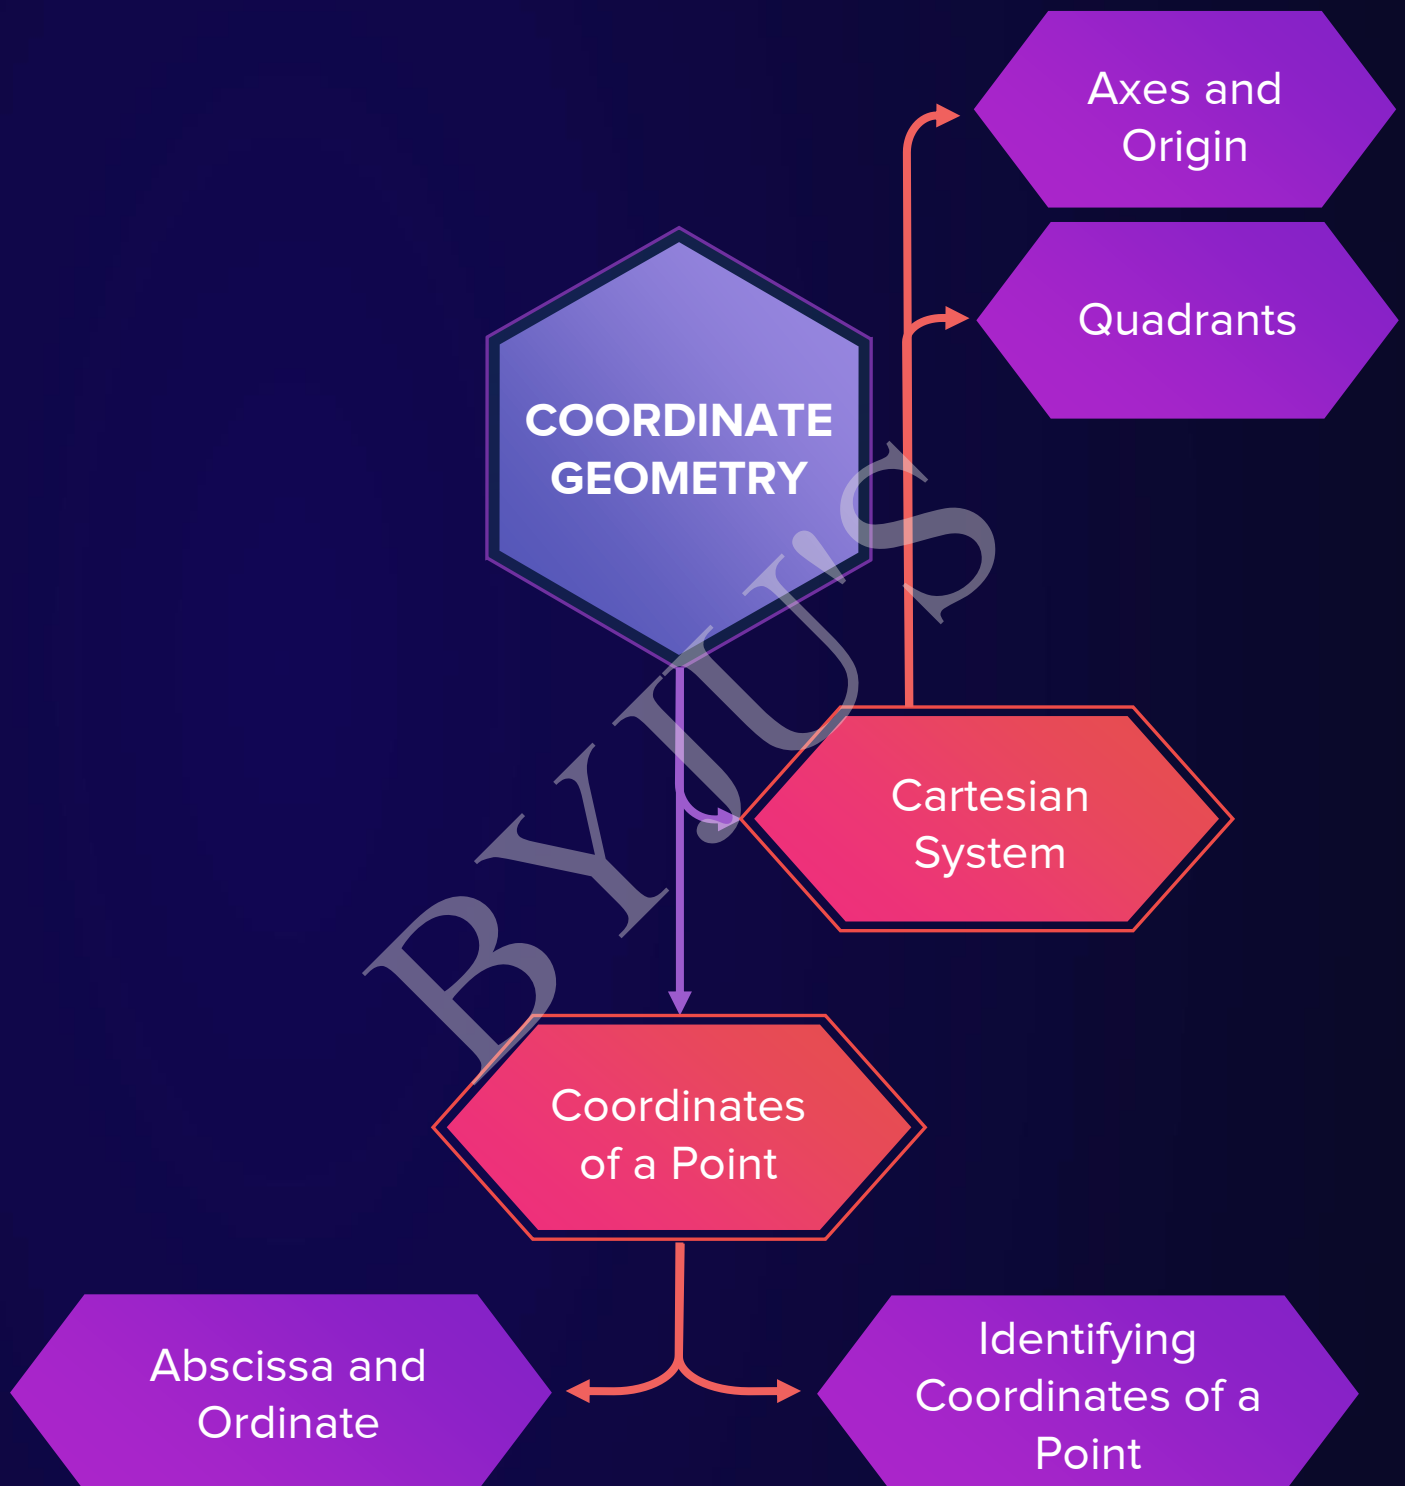 Axes and
Origin
Quadrants
COORDINATE
GEOMETRY
BYJU'S
Cartesian
System
Coordinates
of a Point
Abscissa and
Ordinate
Identifying
Coordinates of a
Point